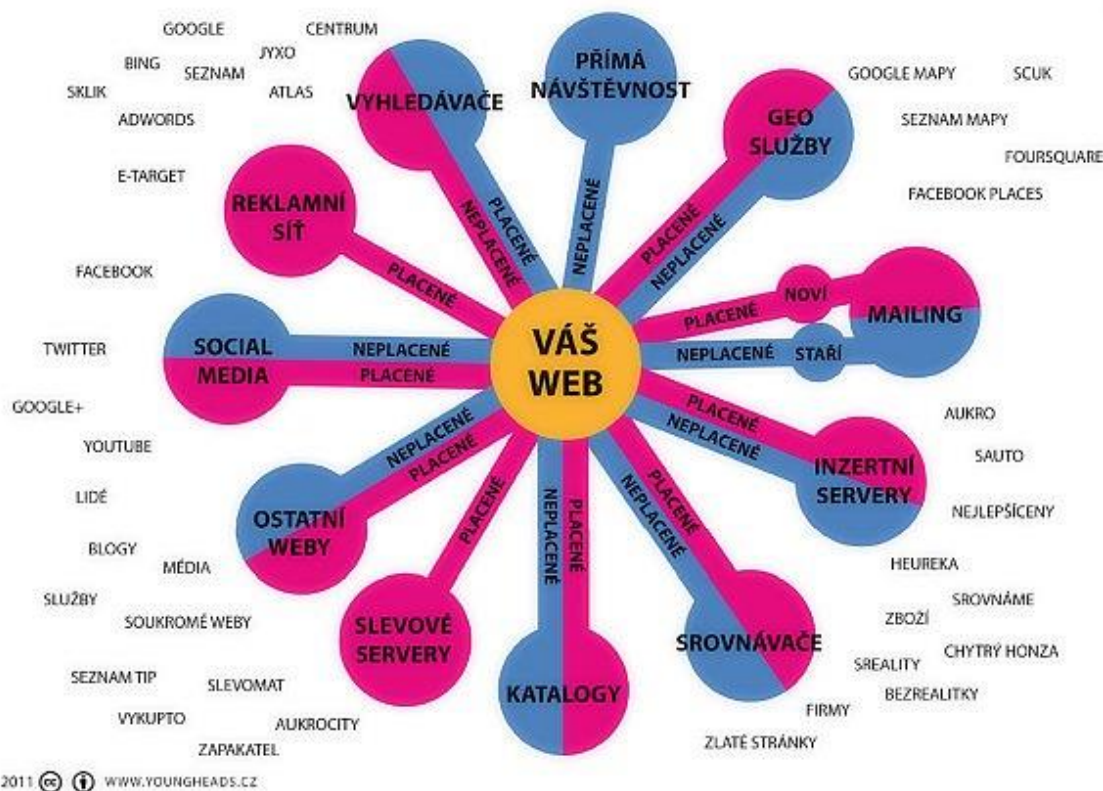 GOOGLE
CENTRUM
JYXO
BING
SEZNAM
SKLIK
ATLAS
ADWORDS
E-TARGET
VYHLEDÁVAČE
PLACENÉ
NEPLACENÉ
PŘÍMÁ
NÁVŠTĚVNOST
NEPLACENÉ
GEO
SLUŽBY
PLACENÉ
NEPLACENÉ
GOOGLE MAPY
SCUK
SEZNAM MAPY
FOURSQUARE
FACEBOOK PLACES
REKLAMNÍ
SÍŤ
PLACENÉ
MAILING
NOVÍ
PLACENÉ
STAŘÍ
NEPLACENÉ
VÁŠ
WEB
FACEBOOK
TWITTER
GOOGLE+
YOUTUBE
LIDÉ
SOCIAL
MEDIA
NEPLACENÉ
PLACENÉ
INZERTNÍ
SERVERY
PLACENÉ
NEPLACENÉ
AUKRO
SAUTO
NEJLEPŠÍCENY
OSTATNÍ
WEBY
NEPLACENÉ
PLACENÉ
BLOGY
MÉDIA
SLUŽBY
SOUKROMÉ WEBY
SLEVOVÉ
SERVERY
PLACENÉ
SEZNAM TIP
SLEVOMAT
VYKUPTO
AUKROCITY
ZAPAKATEL
KATALOGY
NEPLACENÉ
PLACENÉ
FIRMY
ZLATÉ STRÁNKY
SROVNÁVAČE
PLACENÉ
NEPLACENÉ
HEUREKA
SROVNÁME
ZBOŽÍ
CHYTRÝ HONZA
SREALITY
BEZREALITKY
2011 cc WWW.YOUNGHEADS.CZ